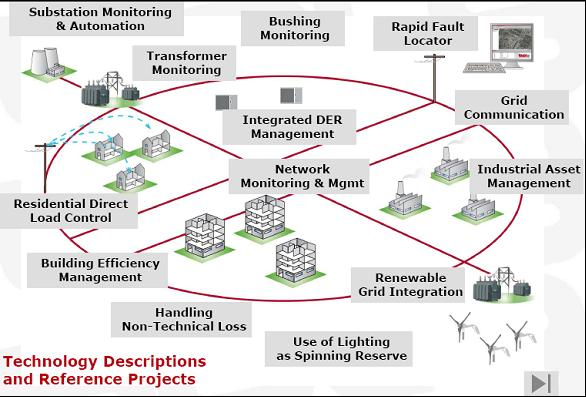 Substation Monitoring
& Automation
Bushing
Monitoring
Rapid Fault
Locator
Transformer
Monitoring
Grid
Communication
Integrated DER
Management
Network
Monitoring & Mgmt
Industrial Asset
Management
Residential Direct
Load Control
Building Efficiency
Management
Renewable
Grid Integration
Handling
Non-Technical Loss
Use of Lighting
as Spinning Reserve
Technology Descriptions
and Reference Projects